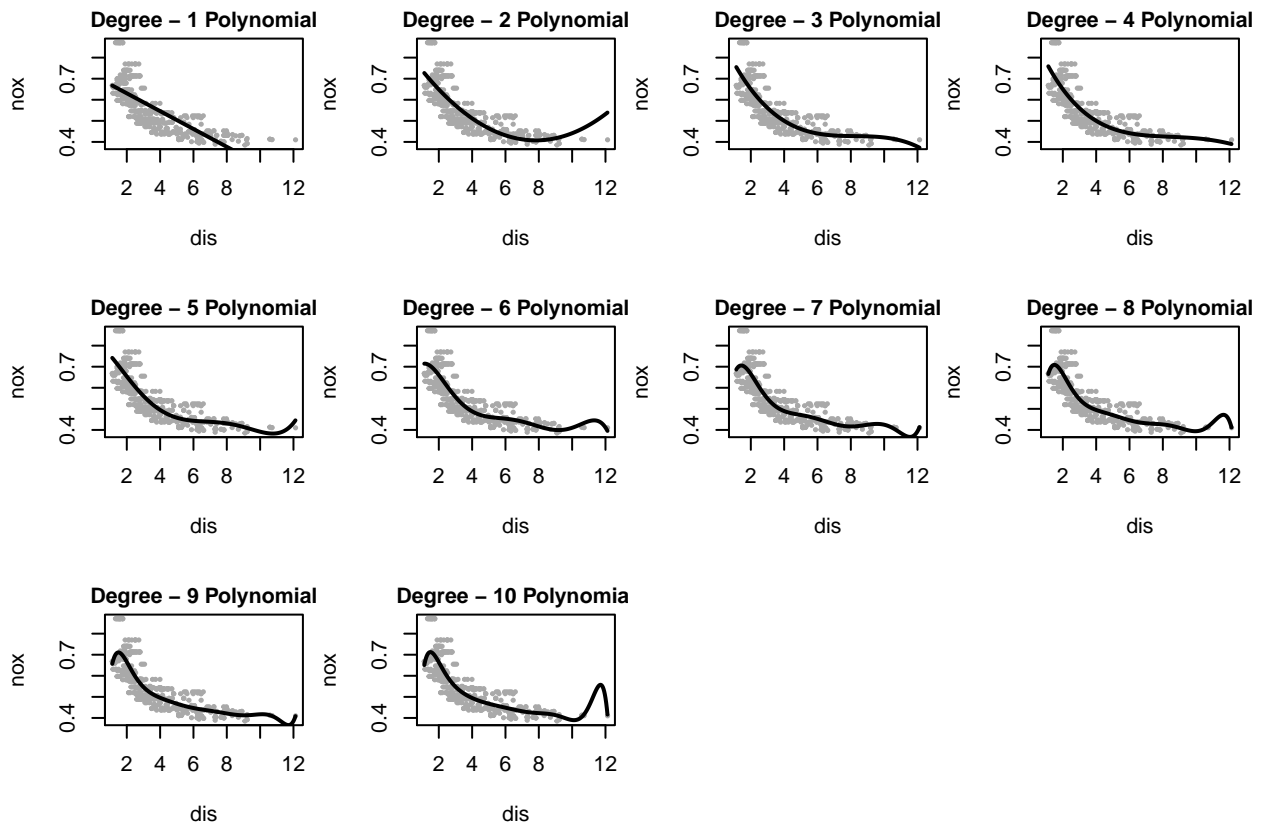 Degree − 1 Polynomial
nox
0.7
0.4
2 4 6 8 12
dis
Degree − 2 Polynomial
nox
0.7
0.4
2 4 6 8 12
dis
Degree − 3 Polynomial
nox
0.7
0.4
2 4 6 8 12
dis
Degree − 4 Polynomial
nox
0.7
0.4
2 4 6 8 12
dis
Degree − 5 Polynomial
nox
0.7
0.4
2 4 6 8 12
dis
Degree − 6 Polynomial
nox
0.7
0.4
2 4 6 8 12
dis
Degree − 7 Polynomial
nox
0.7
0.4
2 4 6 8 12
dis
Degree − 8 Polynomial
nox
0.7
0.4
2 4 6 8 12
dis
Degree − 9 Polynomial
nox
0.7
0.4
2 4 6 8 12
dis
Degree − 10 Polynomia
nox
0.7
0.4
2 4 6 8 12
dis